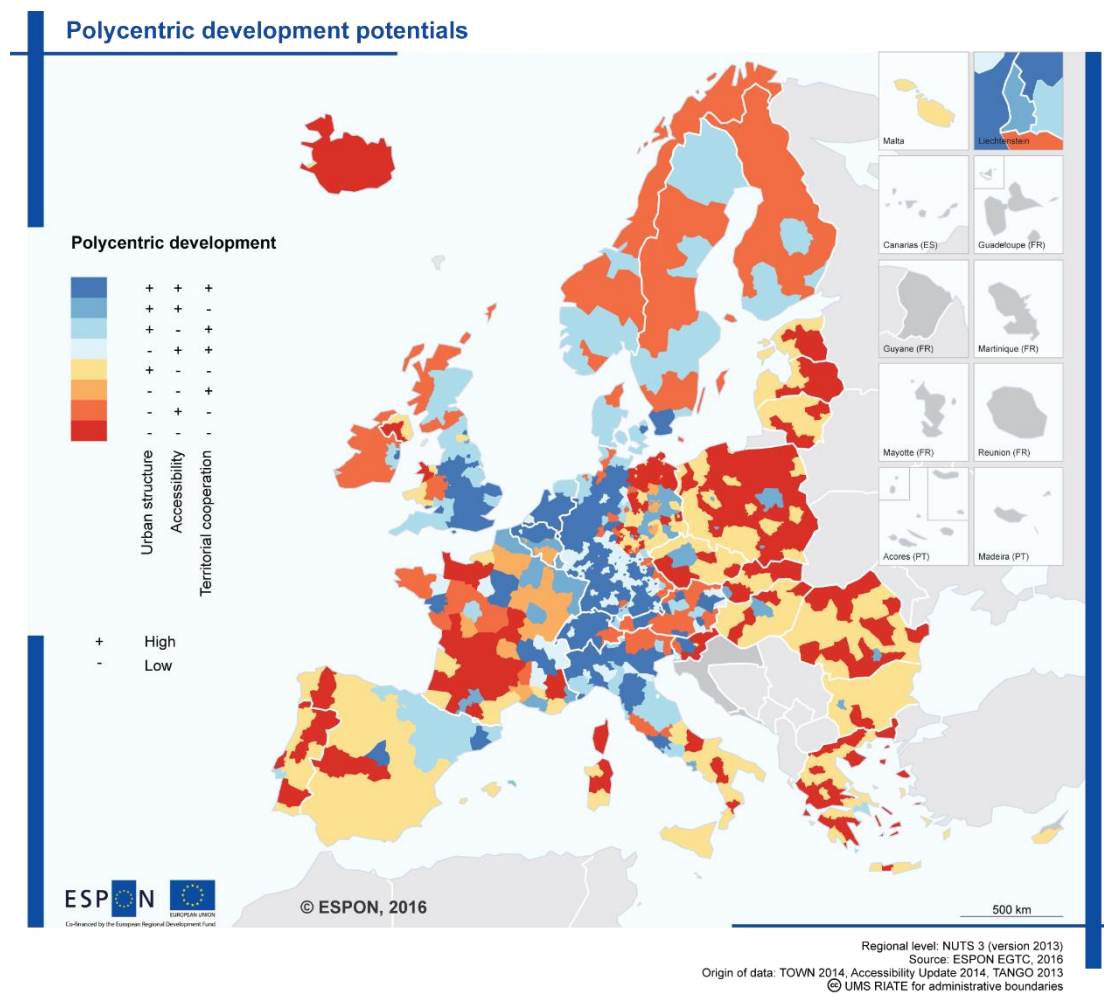 Polycentric development potentials
Malta
Liechtenstein
Canarias (ES)
Guadeloupe (FR)
Guyane (FR)
Martinique (FR)
Mayotte (FR)
Reunion (FR)
Acores (PT)
Madeira (PT)
Polycentric development
+ + +
+ + -
+ - +
- + +
+ - -
- - +
- + -
- - -
Urban structure
Accessibility
Territorial cooperation
+ High
- Low
ESPON
EUROPEAN UNION
Co-financed by the European Regional Development Fund
© ESPON, 2016
500 km
Regional level: NUTS 3 (version 2013)
Source: ESPON EGTC, 2016
Origin of data: TOWN 2014, Accessibility Update 2014, TANGO 2013
cc UMS RIATE for administrative boundaries